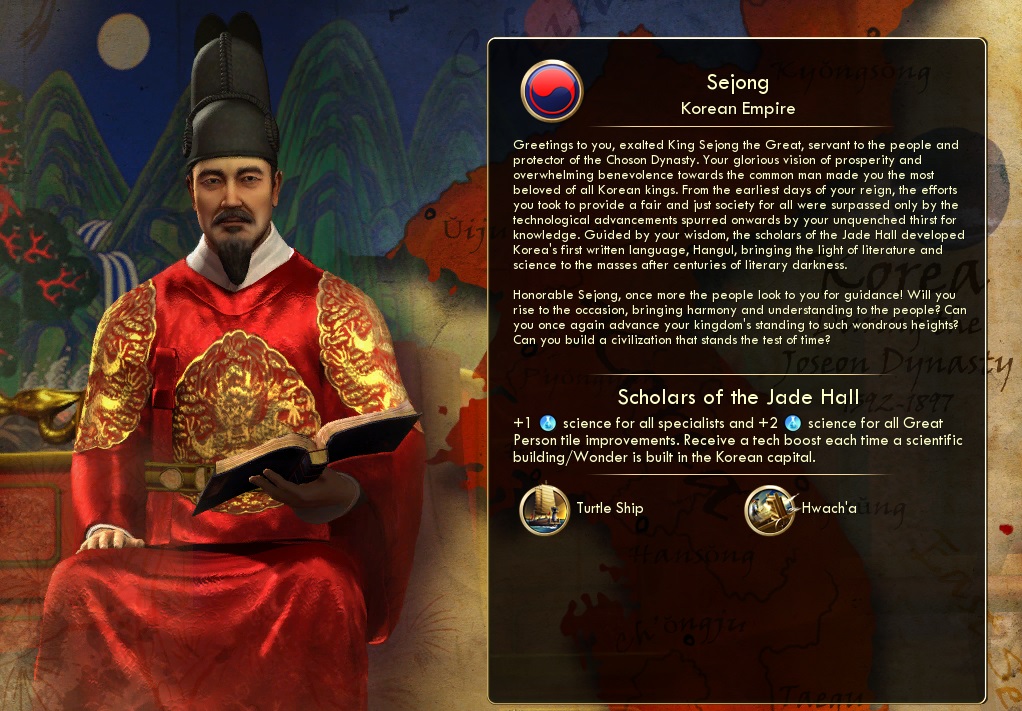 Sejong
Korean Empire
Greetings to you, exalted King Sejong the Great, servant to the people and
protector of the Choson Dynasty. Your glorious vision of prosperity and
overwhelming benevolence towards the common man made you the most
beloved of all Korean kings. From the earliest days of your reign, the efforts
you took to provide a fair and just society for all were surpassed only by the
technological advancements spurred onwards by your unquenched thirst for
knowledge. Guided by your wisdom, the scholars of the Jade Hall developed
Korea's first written language, Hangul, bringing the light of literature and
science to the masses after centuries of literary darkness.
Honorable Sejong, once more the people look to you for guidance! Will you
rise to the occasion, bringing harmony and understanding to the people? Can
you once again advance your kingdom's standing to such wondrous heights?
Can you build a civilization that stands the test of time?
Scholars of the Jade Hall
+1 science for all specialists and +2 science for all Great
Person tile improvements. Receive a tech boost each time a scientific
building/Wonder is built in the Korean capital.
Turtle Ship
Hwach'a
Kyŏngsŏng
Korea
Joseon Dynasty
1392-1897
Hansŏng
Ch'ŏngju
Taegu